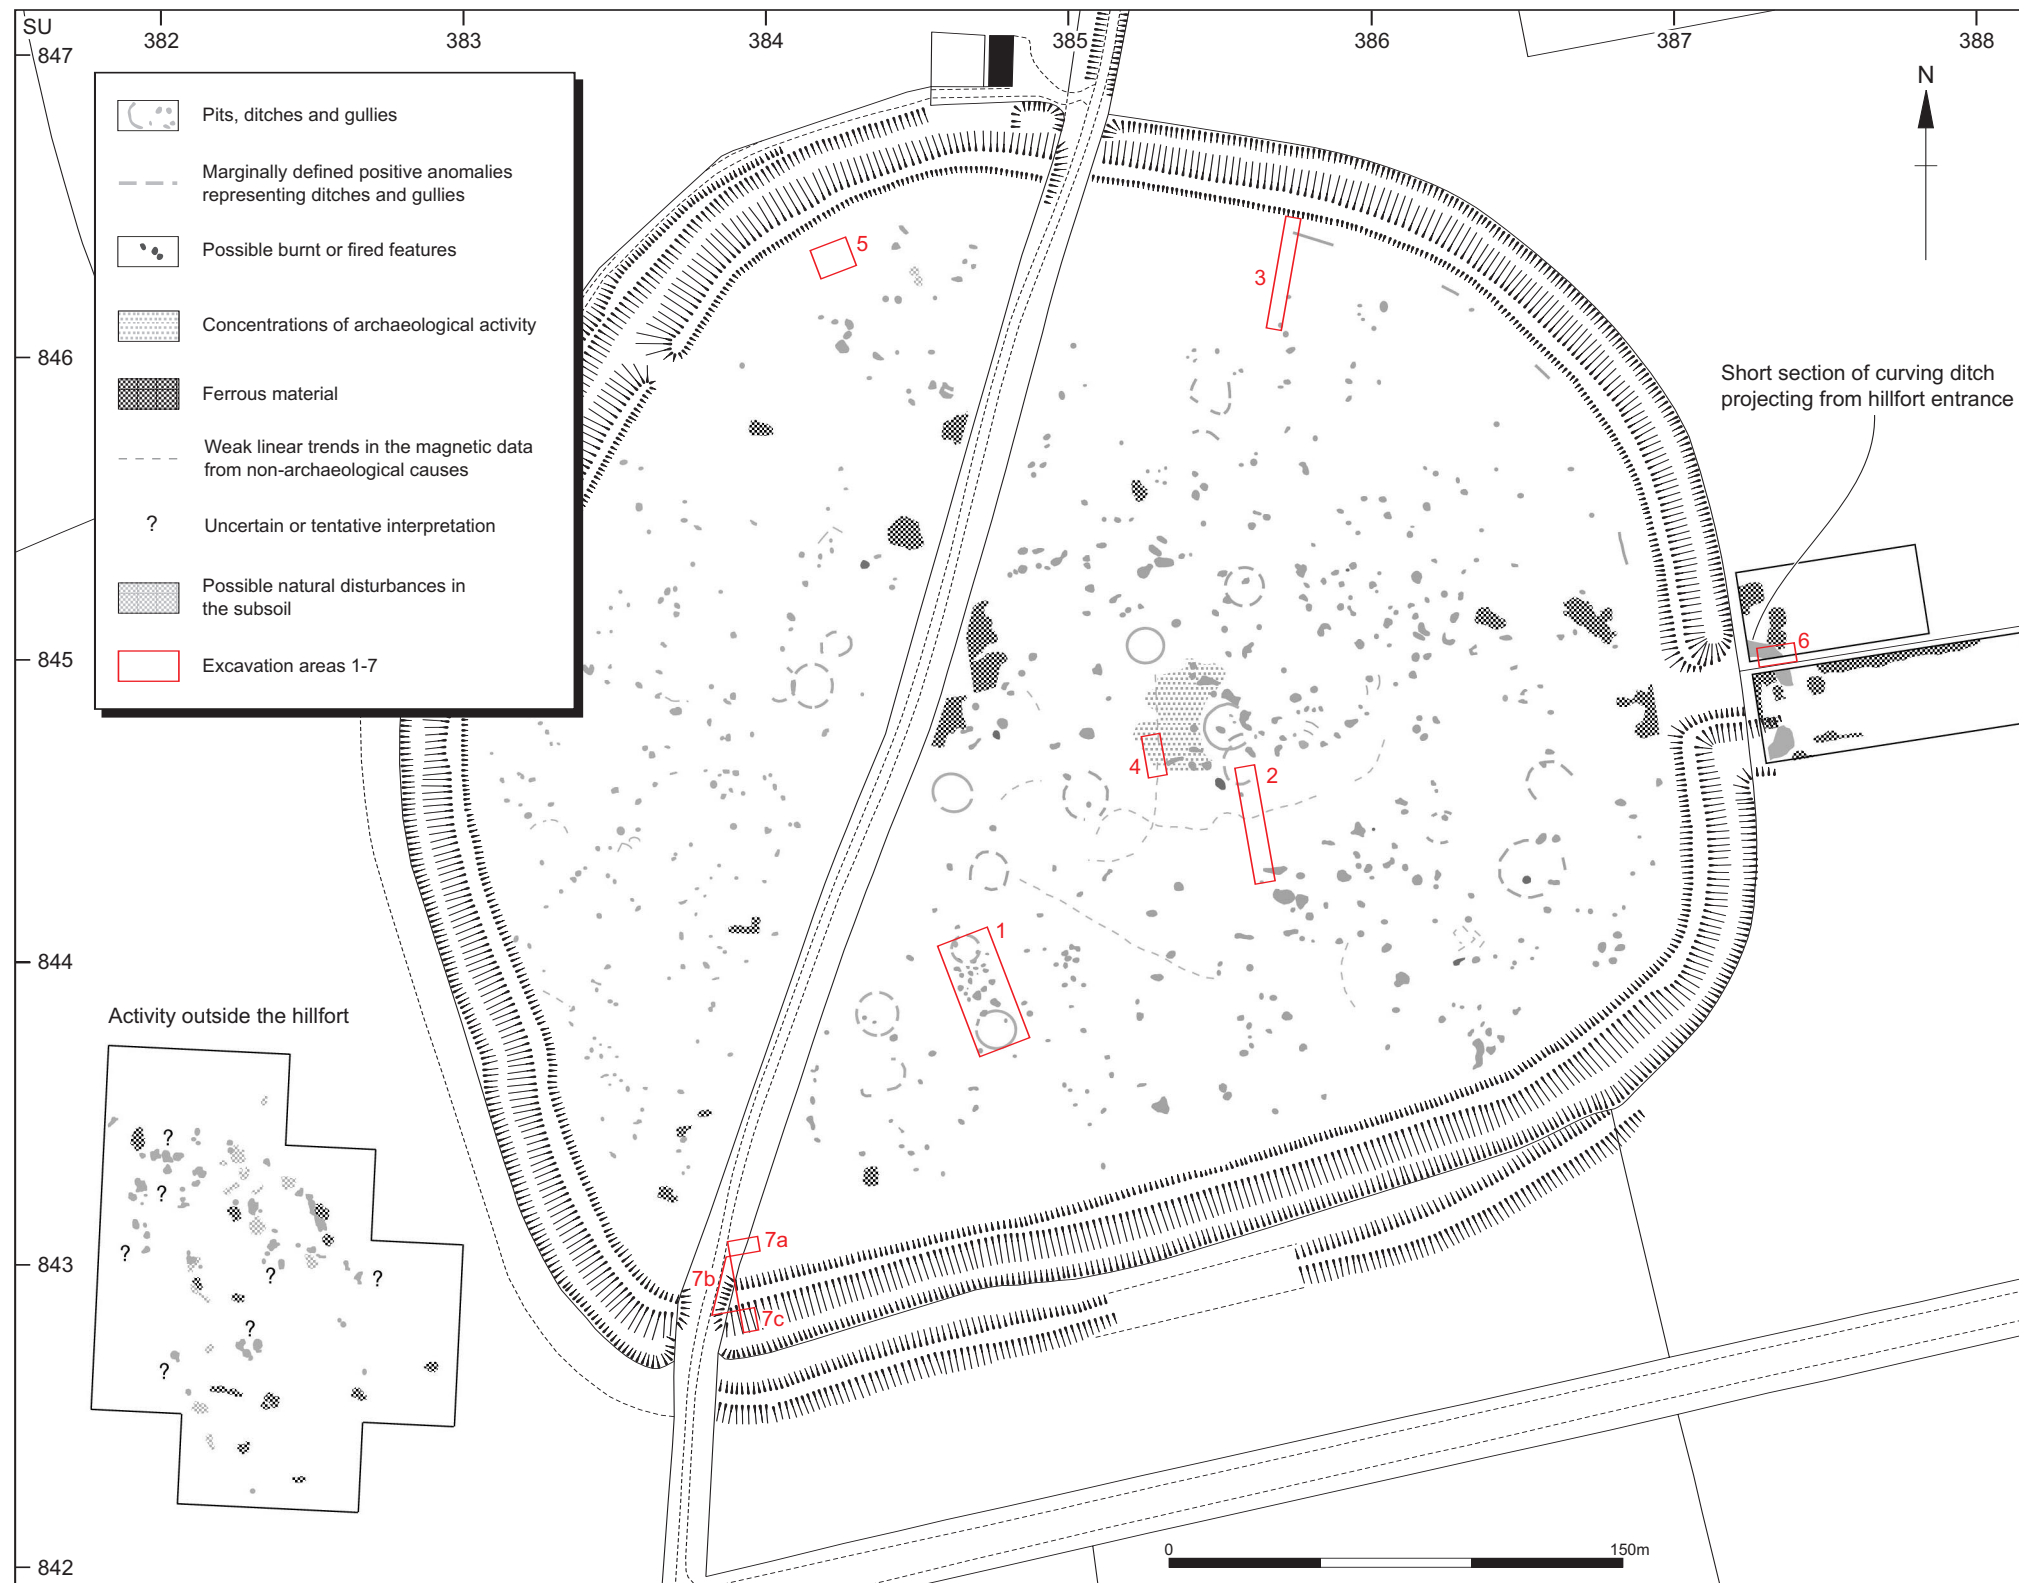 SU
382
383
384
385
386
387
388
847
846
845
844
843
842
N
Pits, ditches and gullies
Marginally defined positive anomalies
representing ditches and gullies
Possible burnt or fired features
Concentrations of archaeological activity
Ferrous material
Weak linear trends in the magnetic data
from non-archaeological causes
?
Uncertain or tentative interpretation
Possible natural disturbances in
the subsoil
Excavation areas 1-7
5
3
Short section of curving ditch
projecting from hillfort entrance
6
4
2
1
7a
7b
7c
Activity outside the hillfort
?
?
?
?
?
?
?
0
150m